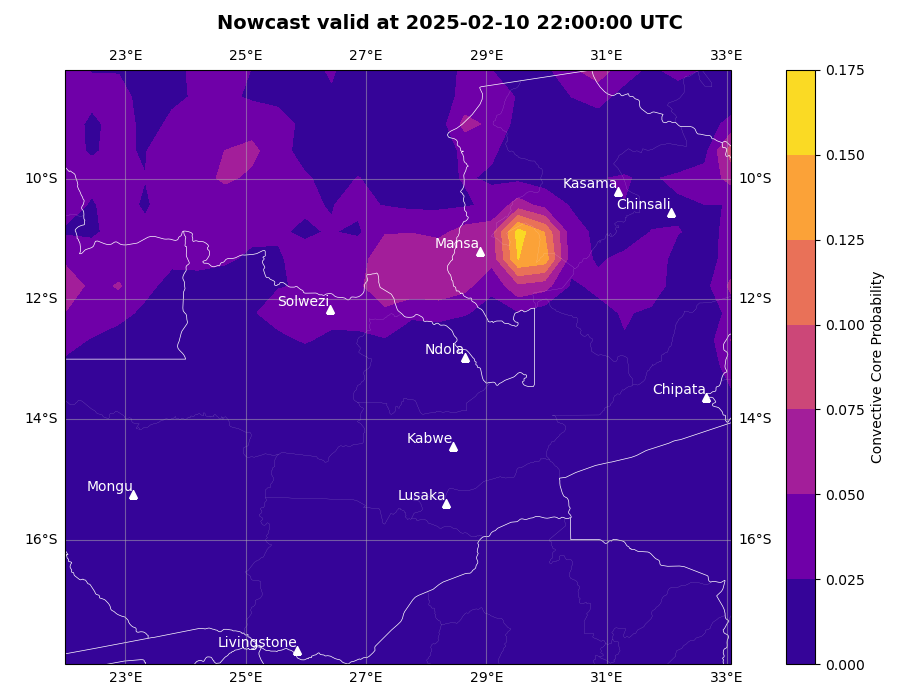 Nowcast valid at 2025-02-10 22:00:00 UTC
23°E 25°E 27°E 29°E 31°E 33°E
0.175
0.150
10°S 10°S
Kasama
Chinsali
Mansa
0.125
12°S 12°S
Solwezi
0.100
Ndola
Chipata
0.075
14°S 14°S
Kabwe
Mongu
Lusaka
0.050
16°S 16°S
0.025
Livingstone
0.000
23°E 25°E 27°E 29°E 31°E 33°E
Convective Core Probability